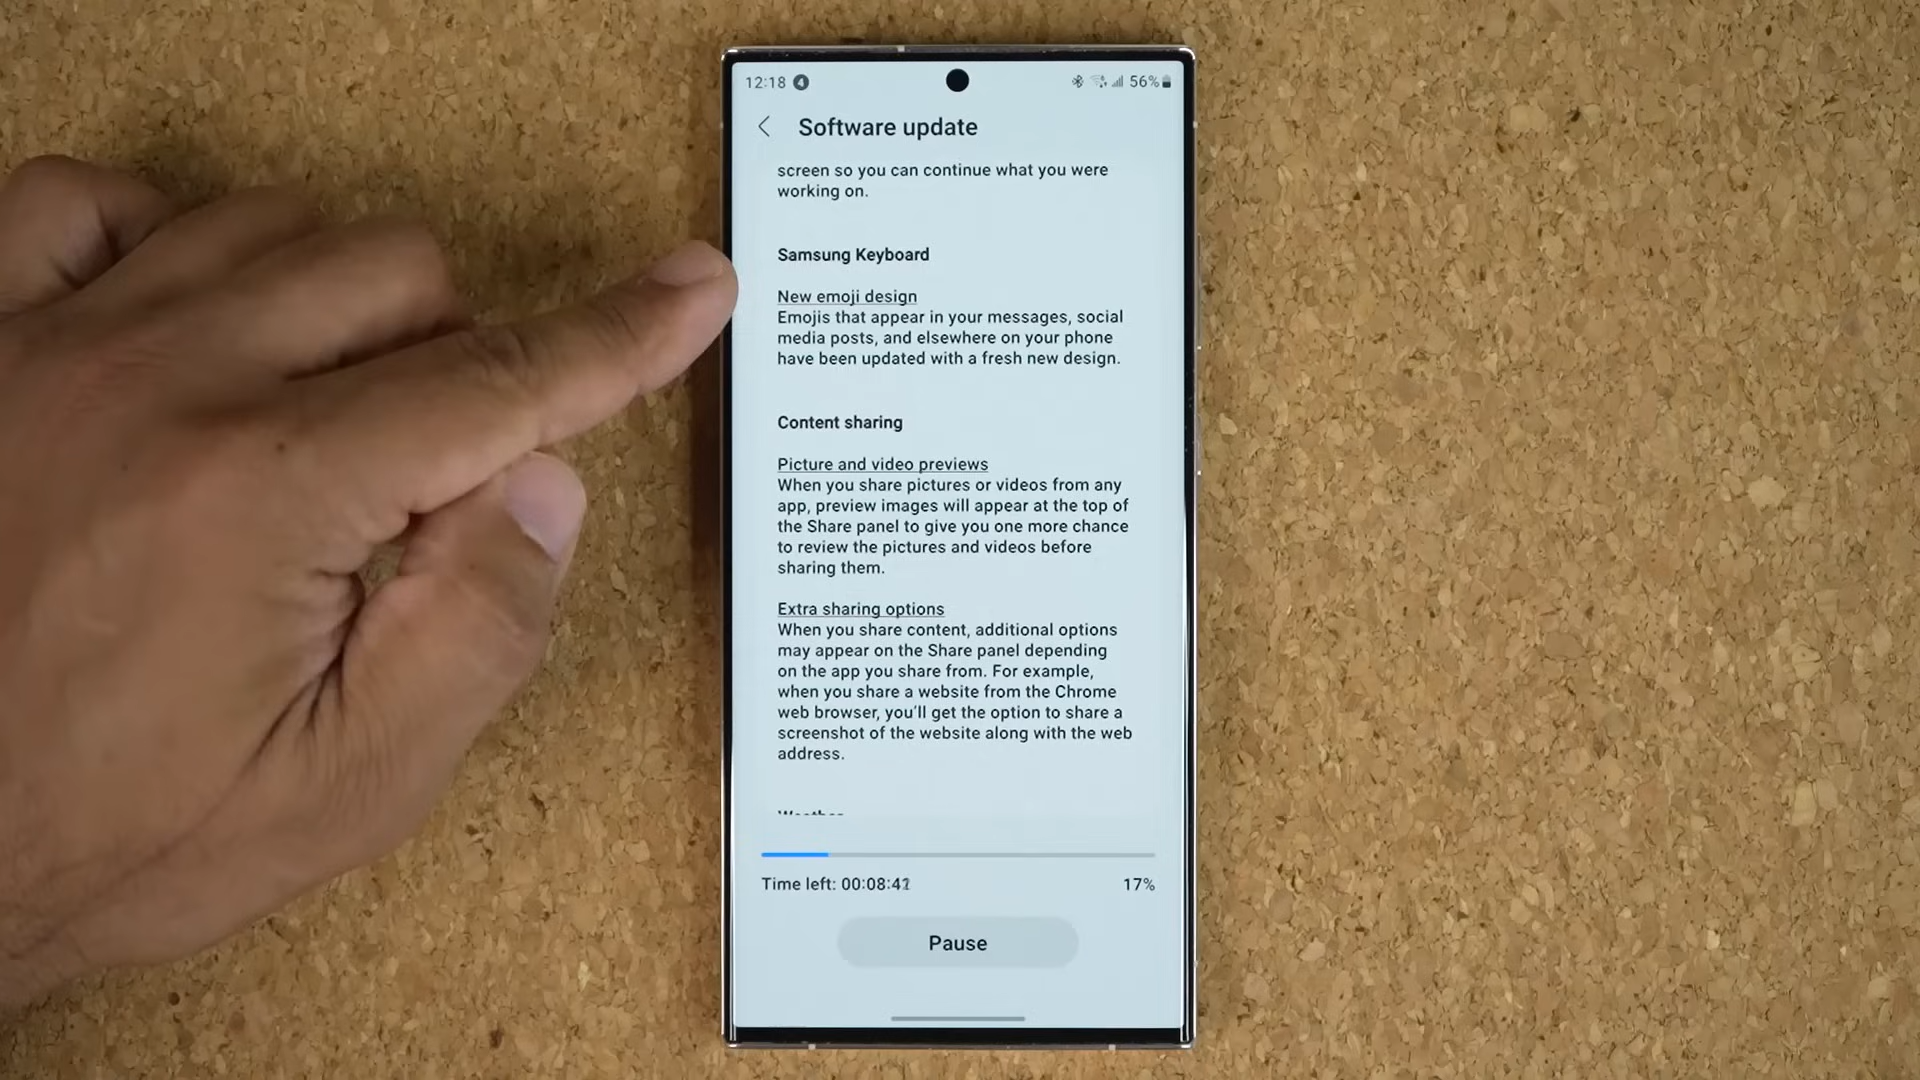 12:18 4 56%
Software update
screen so you can continue what you were
working on.
Samsung Keyboard
New emoji design
Emojis that appear in your messages, social
media posts, and elsewhere on your phone
have been updated with a fresh new design.
Content sharing
Picture and video previews
When you share pictures or videos from any
app, preview images will appear at the top of
the Share panel to give you one more chance
to review the pictures and videos before
sharing them.
Extra sharing options
When you share content, additional options
may appear on the Share panel depending
on the app you share from. For example,
when you share a website from the Chrome
web browser, you'll get the option to share a
screenshot of the website along with the web
address.
Time left: 17%
Pause